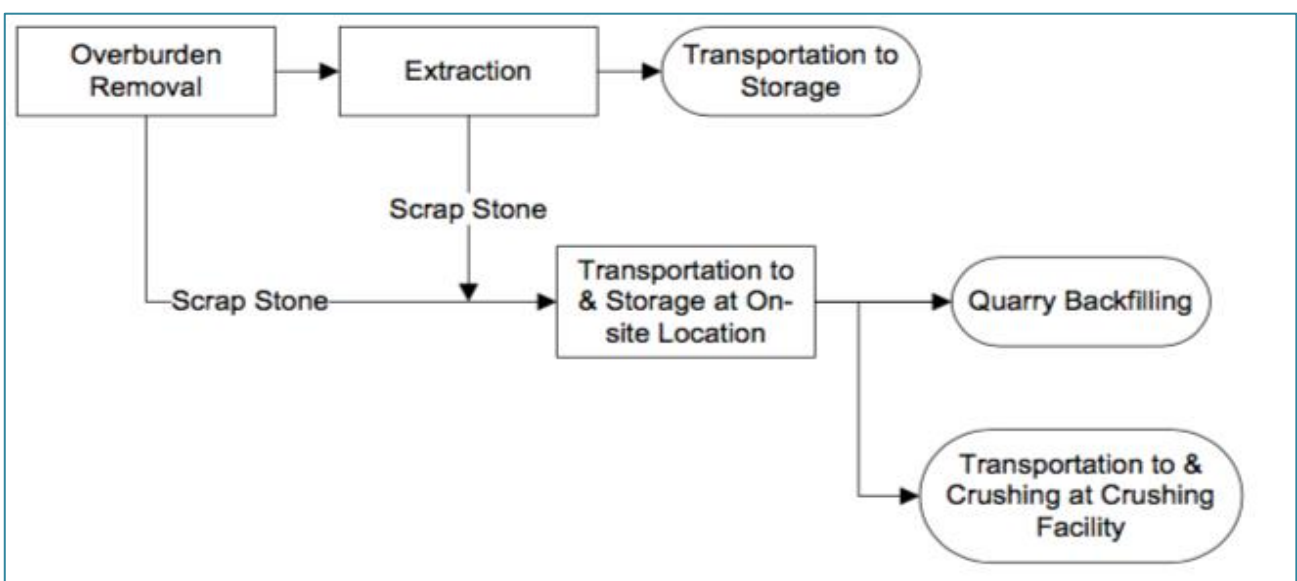 Overburden
Removal
Extraction
Transportation to
Storage
Scrap Stone
Scrap Stone
Transportation to
& Storage at On-
site Location
Quarry Backfilling
Transportation to &
Crushing at Crushing
Facility